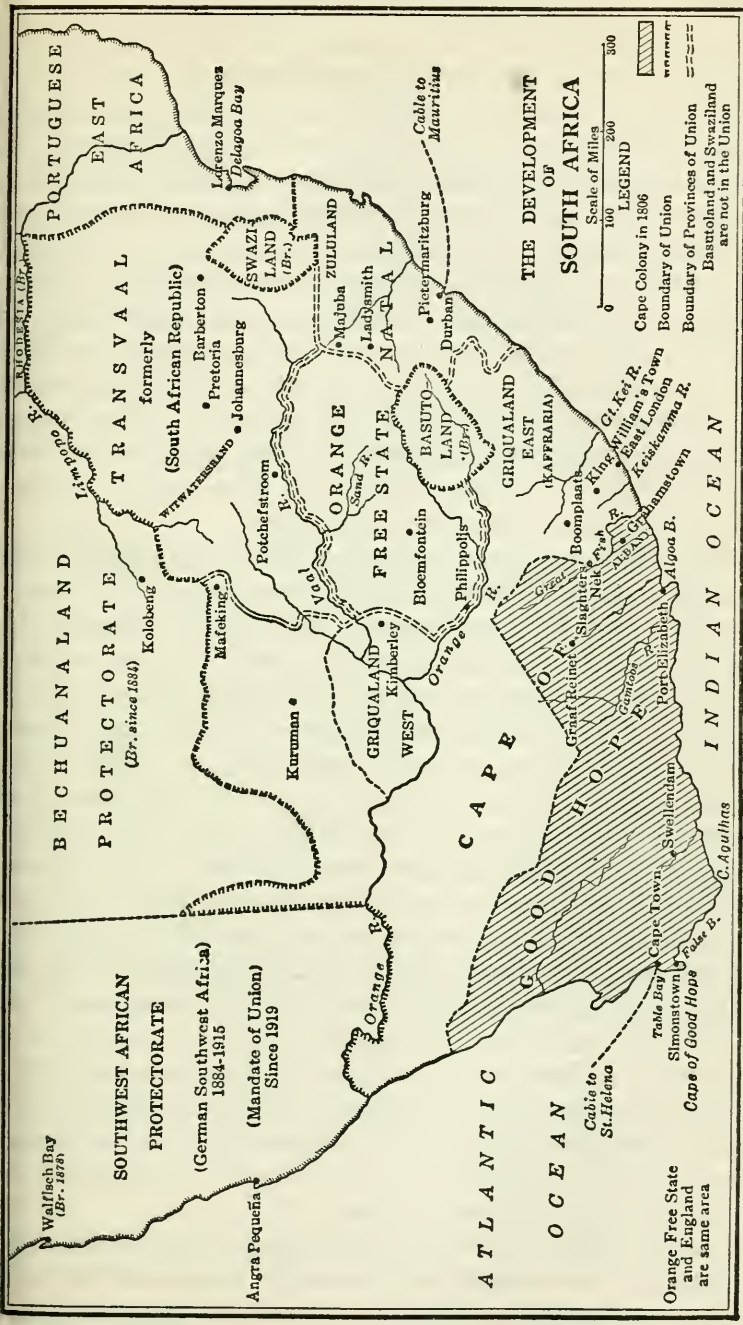 Walfisch Bay
(Br. 1878)
SOUTHWEST AFRICAN
PROTECTORATE
(German Southwest Africa)
1884-1915
(Mandate of Union)
Since 1919
Angra Pequeña
BECHUANALAND
PROTECTORATE
(Br. since 1884)
Kolobeng
Mafeking
Kuruman
GRIQUALAND
WEST
Kimberley
Limpopo
R.
RHODESIA (Br.)
PORTUGUESE
EAST
AFRICA
TRANSVAAL
formerly
(South African Republic)
Barberton
Pretoria
Johannesburg
WITWATERSRAND
Potchefstroom
Lorenzo Marquez
Delagoa Bay
SWAZI-
LAND
(Br.)
ZULULAND
Vaal
R.
ORANGE
Sand R.
FREE STATE
Bloemfontein
Philippolis
Majuba
Ladysmith
NATAL
Pietermaritzburg
Durban
Cable to
Mauritius
BASUTO-
LAND
(Br.)
GRIQUALAND
EAST
(KAFFRARIA)
Orange
R.
Orange R.
CAPE
OF
GOOD
HOPE
Boomplaats
Gt. Kei R.
King William's Town
East London
Keiskamma R.
Great Fish R.
Slaghters
Nek
ALBANY
Grahamstown
Graaf Reinet
Gamtoos
Port Elizabeth
Algoa B.
Swellendam
Cape Town
Table Bay
Simonstown
False B.
Cape of Good Hope
C. Agulhas
Cable to
St. Helena
ATLANTIC
OCEAN
INDIAN OCEAN
Orange Free State
and England
are same area
THE DEVELOPMENT
OF
SOUTH AFRICA
Scale of Miles
0 100 200 300
LEGEND
Cape Colony in 1806
Boundary of Union
Boundary of Provinces of Union
Basutoland and Swaziland
are not in the Union